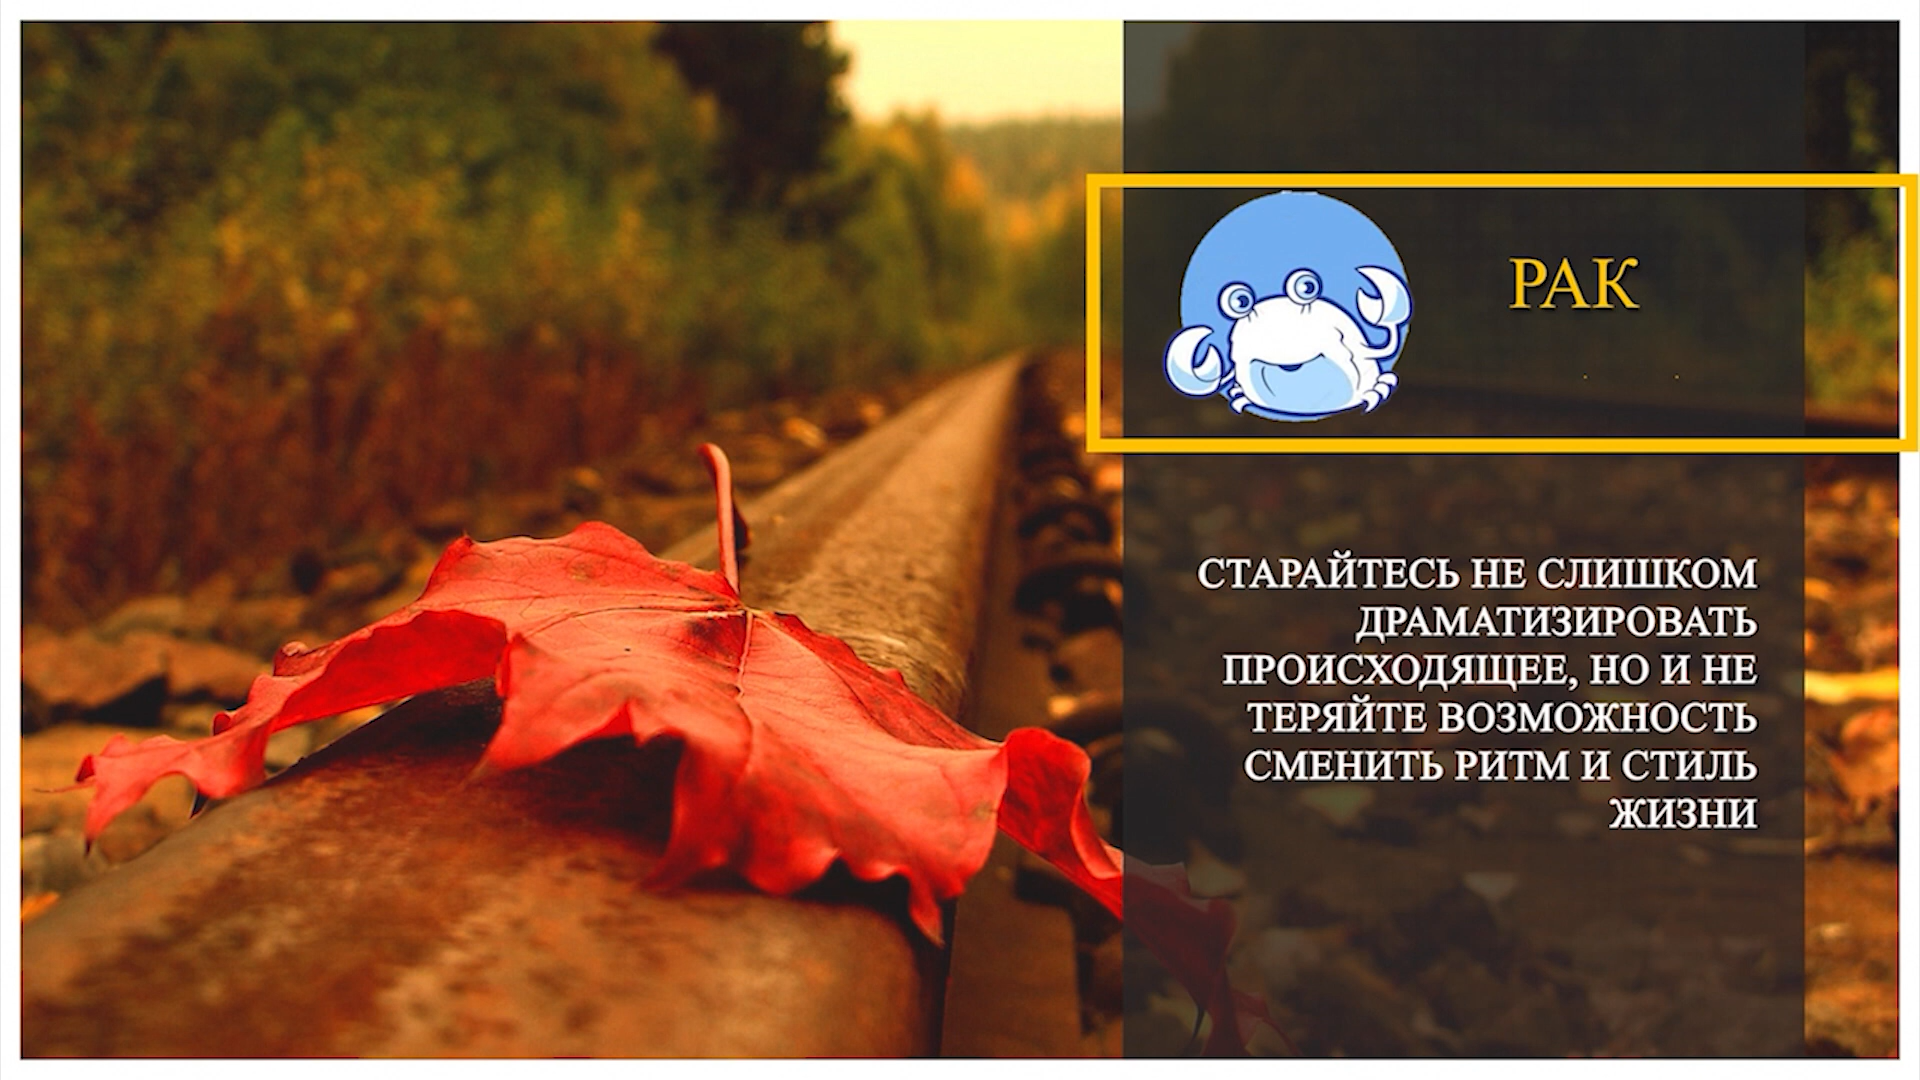 РАК
СТАРАЙТЕСЬ НЕ СЛИШКОМ
ДРАМАТИЗИРОВАТЬ
ПРОИСХОДЯЩЕЕ, НО И НЕ
ТЕРЯЙТЕ ВОЗМОЖНОСТЬ
СМЕНИТЬ РИТМ И СТИЛЬ
ЖИЗНИ